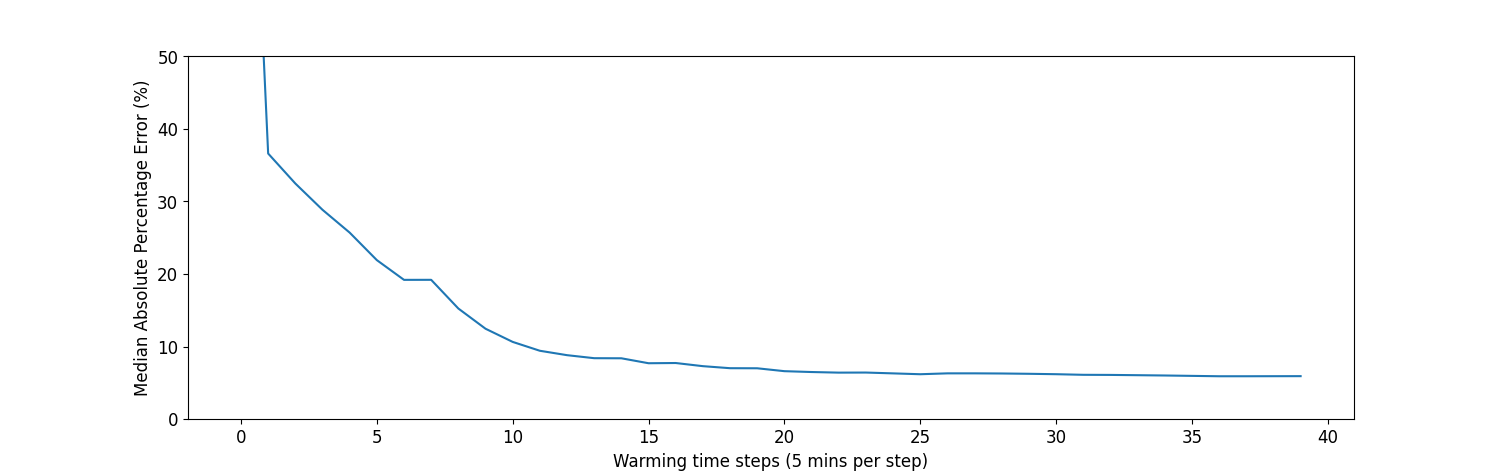 Median Absolute Percentage Error (%)
50
40
30
20
10
0
0 5 10 15 20 25 30 35 40
Warming time steps (5 mins per step)